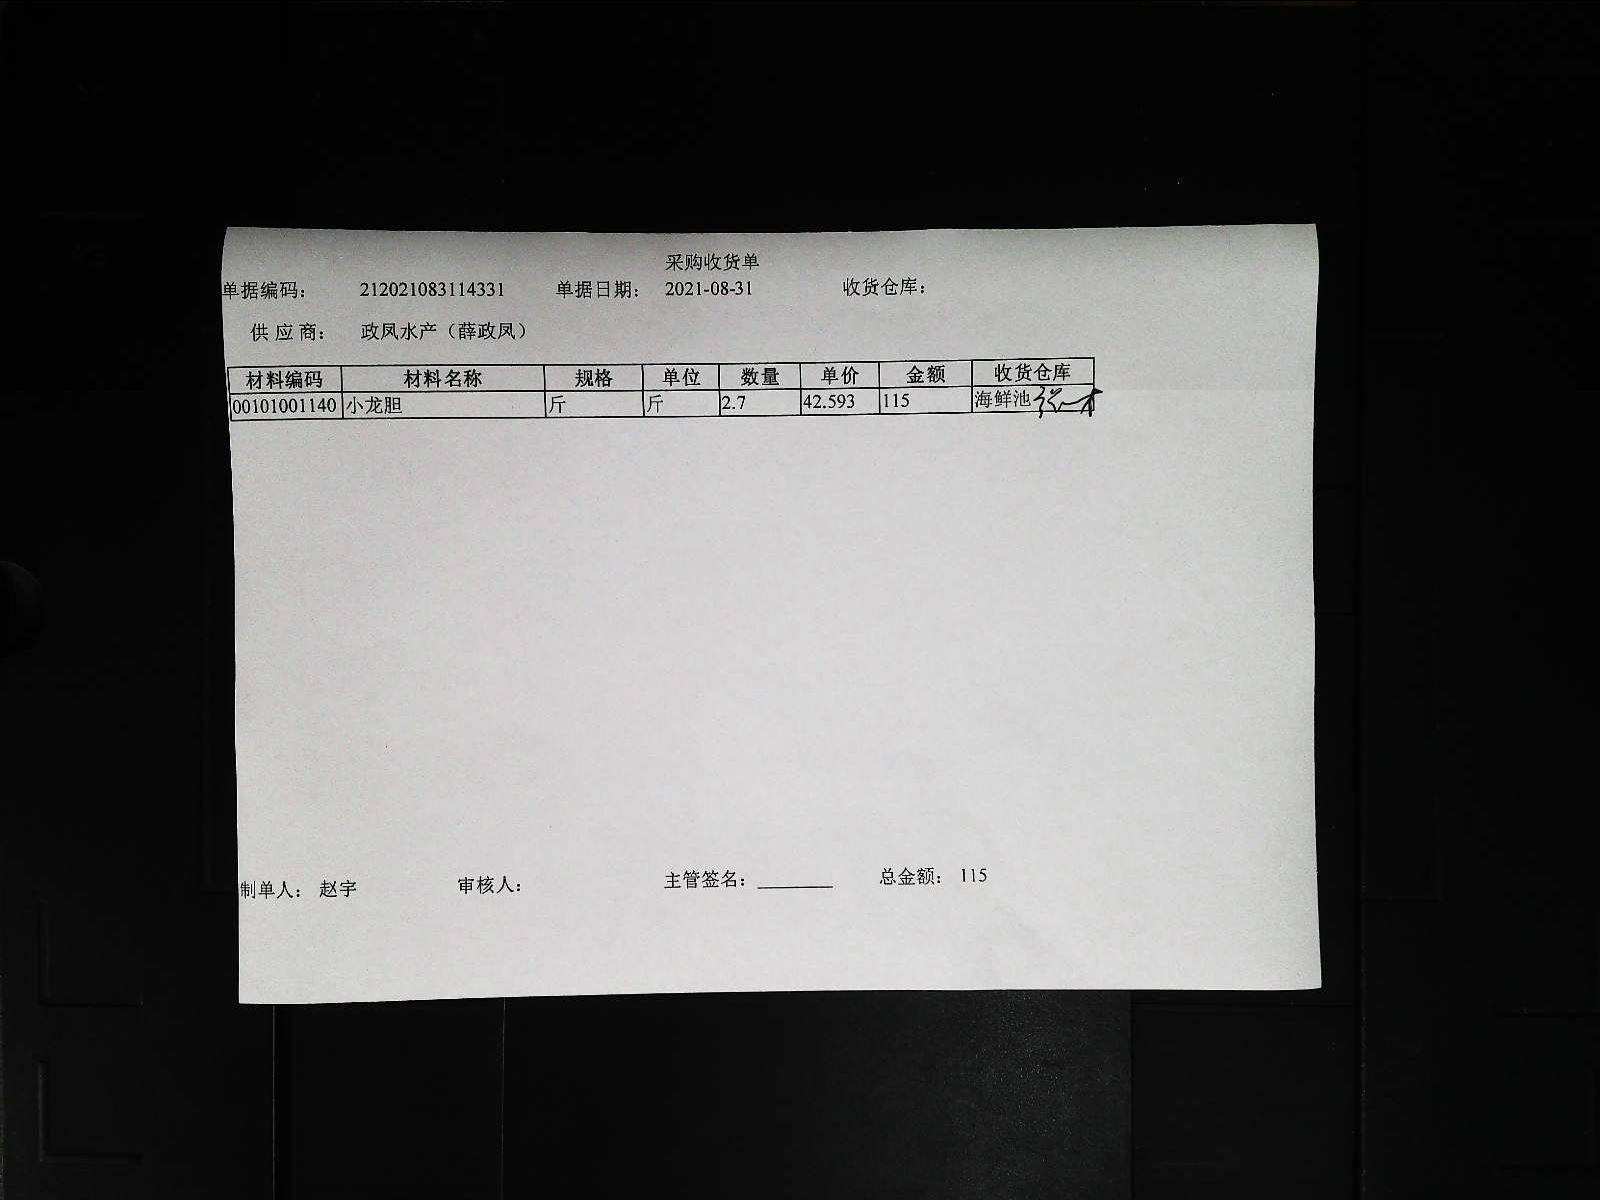 采购收货单
单据编码： 212021083114331 单据日期： 2021-08-31 收货仓库：
供 应 商： 政凤水产（薛政凤）
材料编码 材料名称 规格 单位 数量 单价 金额 收货仓库
00101001140 小龙胆 斤 斤 2.7 42.593 115 海鲜池
制单人： 赵宇 审核人： 主管签名： ________ 总金额： 115